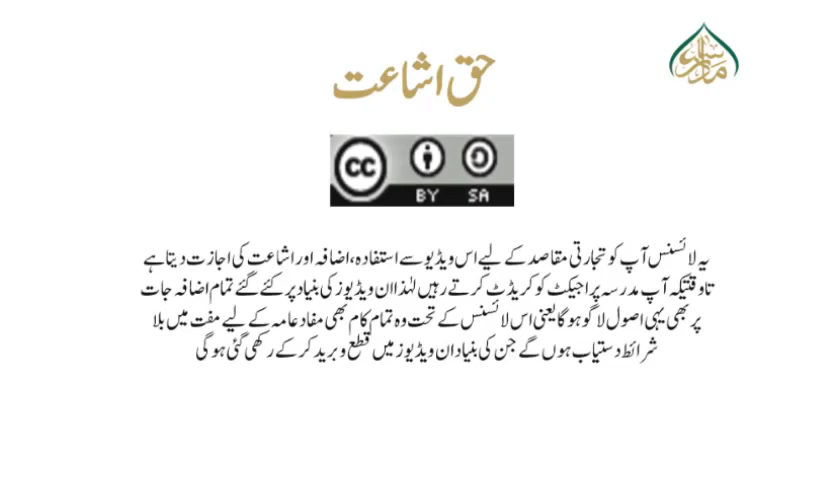 حق اشاعت
مدرسہ
cc
BY SA
یہ لائسنس آپ کو تجارتی مقاصد کے لیے اس ویڈیو سے استفادہ، اضافہ اور اشاعت کی اجازت دیتا ہے
تاوقتیکہ آپ مدرسہ پراجیکٹ کو کریڈٹ کرتے رہیں لہٰذا ان ویڈیوز کی بنیاد پر کئے گئے تمام اضافہ جات
پر بھی یہی اصول لاگو ہوگا یعنی اس لائسنس کے تحت وہ تمام کام بھی مفاد عامہ کے لیے مفت میں بلا
شرائط دستیاب ہوں گے جن کی بنیاد ان ویڈیوز میں قطع و برید کر کے رکھی گئی ہوگی